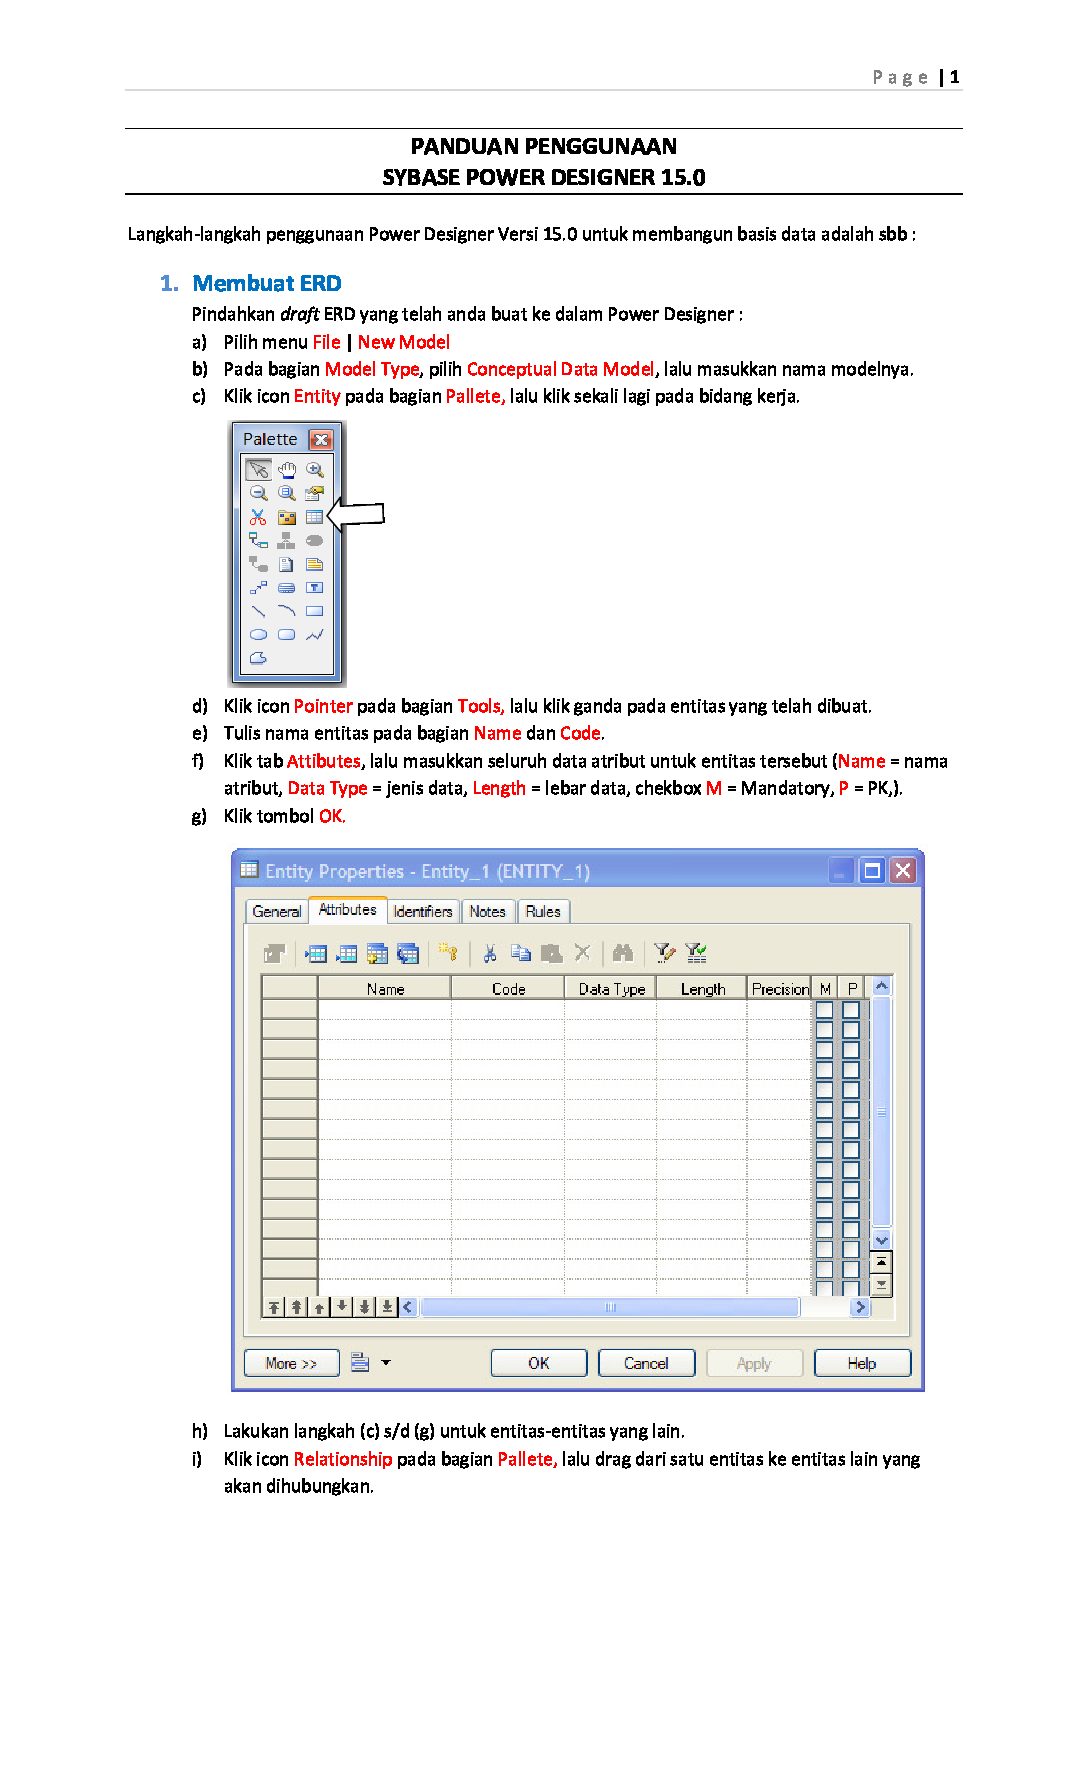 Page | 1
PANDUAN PENGGUNAAN
SYBASE POWER DESIGNER 15.0
Langkah-langkah penggunaan Power Designer Versi 15.0 untuk membangun basis data adalah sbb :
1. Membuat ERD
Pindahkan draft ERD yang telah anda buat ke dalam Power Designer :
a) Pilih menu File | New Model
b) Pada bagian Model Type, pilih Conceptual Data Model, lalu masukkan nama modelnya.
c) Klik icon Entity pada bagian Pallete, lalu klik sekali lagi pada bidang kerja.
Palette
d) Klik icon Pointer pada bagian Tools, lalu klik ganda pada entitas yang telah dibuat.
e) Tulis nama entitas pada bagian Name dan Code.
f) Klik tab Attibutes, lalu masukkan seluruh data atribut untuk entitas tersebut (Name = nama
atribut, Data Type = jenis data, Length = lebar data, chekbox M = Mandatory, P = PK,).
g) Klik tombol OK.
Entity Properties - Entity_1 (ENTITY_1)
General Attributes Identifiers Notes Rules
Name Code Data Type Length Precision M P
More >> OK Cancel Apply Help
h) Lakukan langkah (c) s/d (g) untuk entitas-entitas yang lain.
i) Klik icon Relationship pada bagian Pallete, lalu drag dari satu entitas ke entitas lain yang
akan dihubungkan.